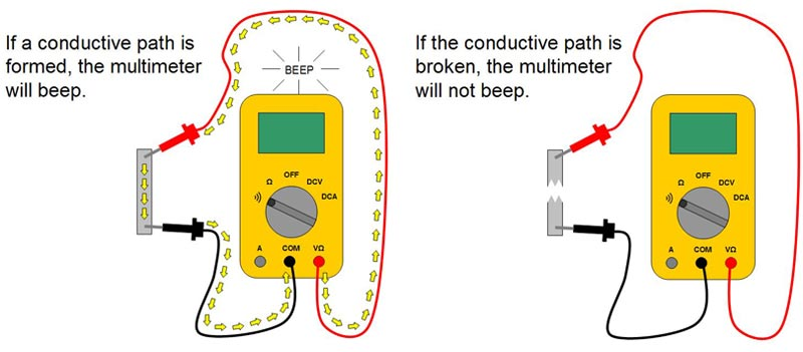 If a conductive path is
formed, the multimeter
will beep.
BEEP
OFF
Ω
DCV
DCA
A
COM
VΩ
If the conductive path is
broken, the multimeter
will not beep.
OFF
Ω
DCV
DCA
A
COM
VΩ